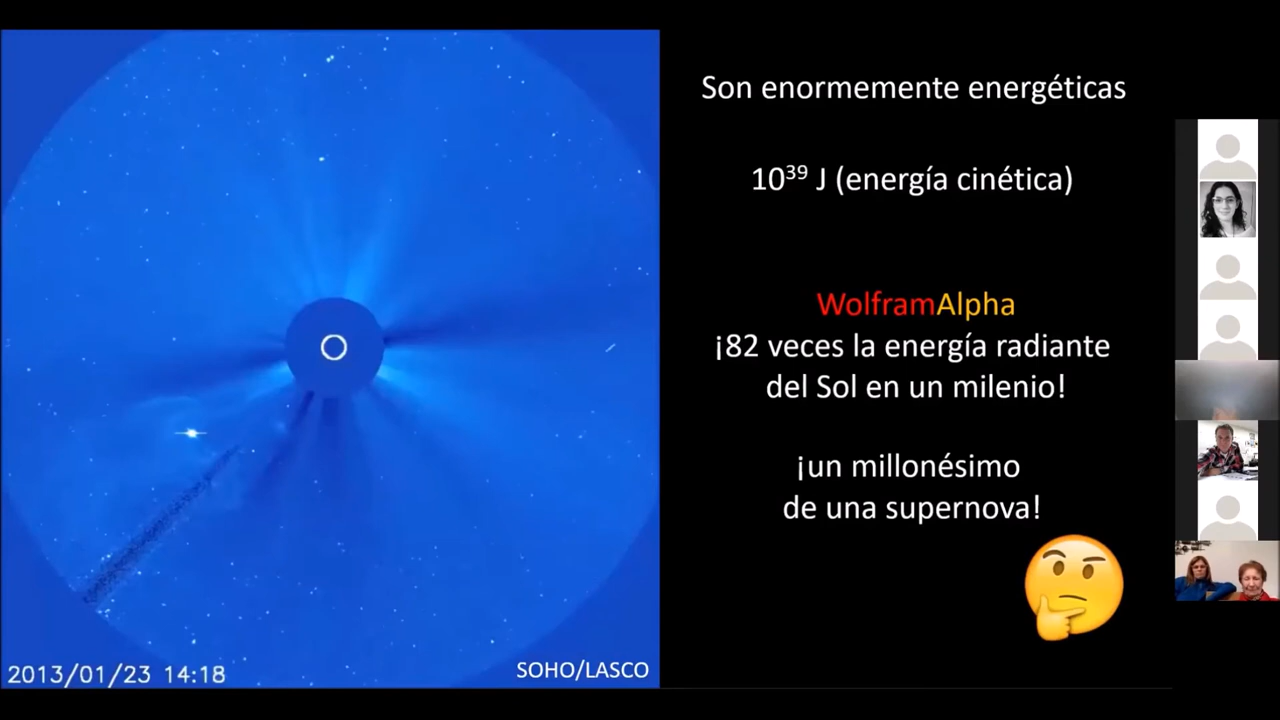 Son enormemente energéticas
10³⁹ J (energía cinética)
WolframAlpha
¡82 veces la energía radiante
del Sol en un milenio!
¡un millonésimo
de una supernova!
2013/01/23 14:18
SOHO/LASCO